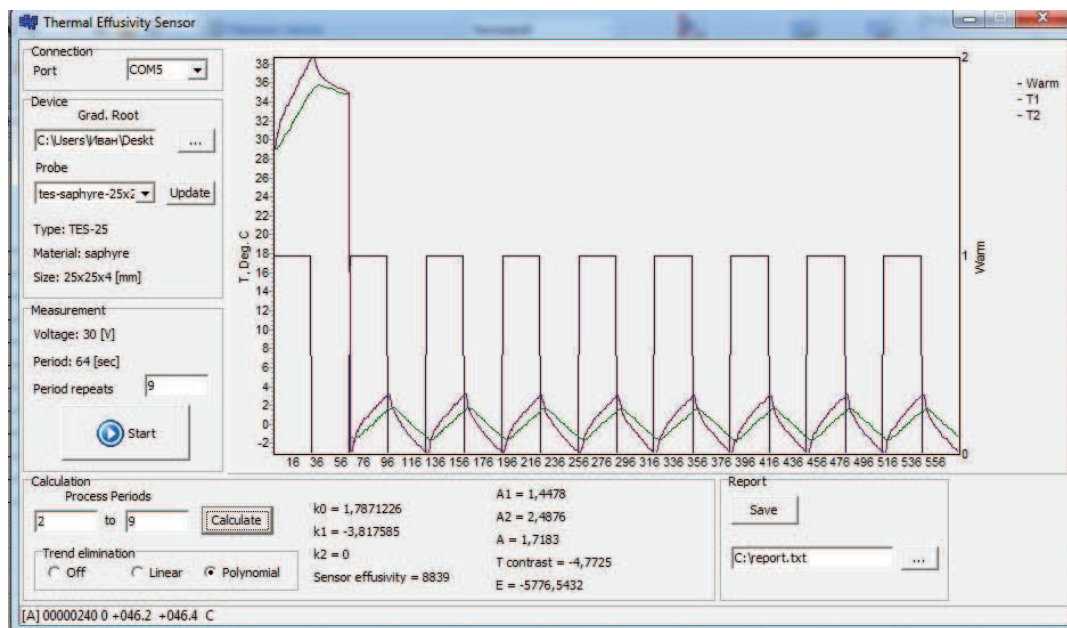 Thermal Effusivity Sensor
Connection
Port
COM5
Device
Grad. Root
C:\Users\Иван\Deskt
...
Probe
tes-saphyre-25x2
Update
Type: TES-25
Material: saphyre
Size: 25x25x4 [mm]
Measurement
Voltage: 30 [V]
Period: 64 [sec]
Period repeats
9
Start
38
36
34
32
30
28
26
24
22
20
18
16
14
12
10
8
6
4
2
0
-2
T, Deg. C
2
1
0
Warm
- Warm
- T1
- T2
16 36 56 76 96 116 136 156 176 196 216 236 256 276 296 316 336 356 376 396 416 436 456 476 496 516 536 556
Calculation
Process Periods
2 to 9
Calculate
Trend elimination
Off Linear Polynomial
k0 = 1,7871226
k1 = -3,817585
k2 = 0
Sensor effusivity = 8839
A1 = 1,4478
A2 = 2,4876
A = 1,7183
T contrast = -4,7725
E = -5776,5432
Report
Save
C:\report.txt
...
[A] 00000240 0 +046.2 +046.4 C